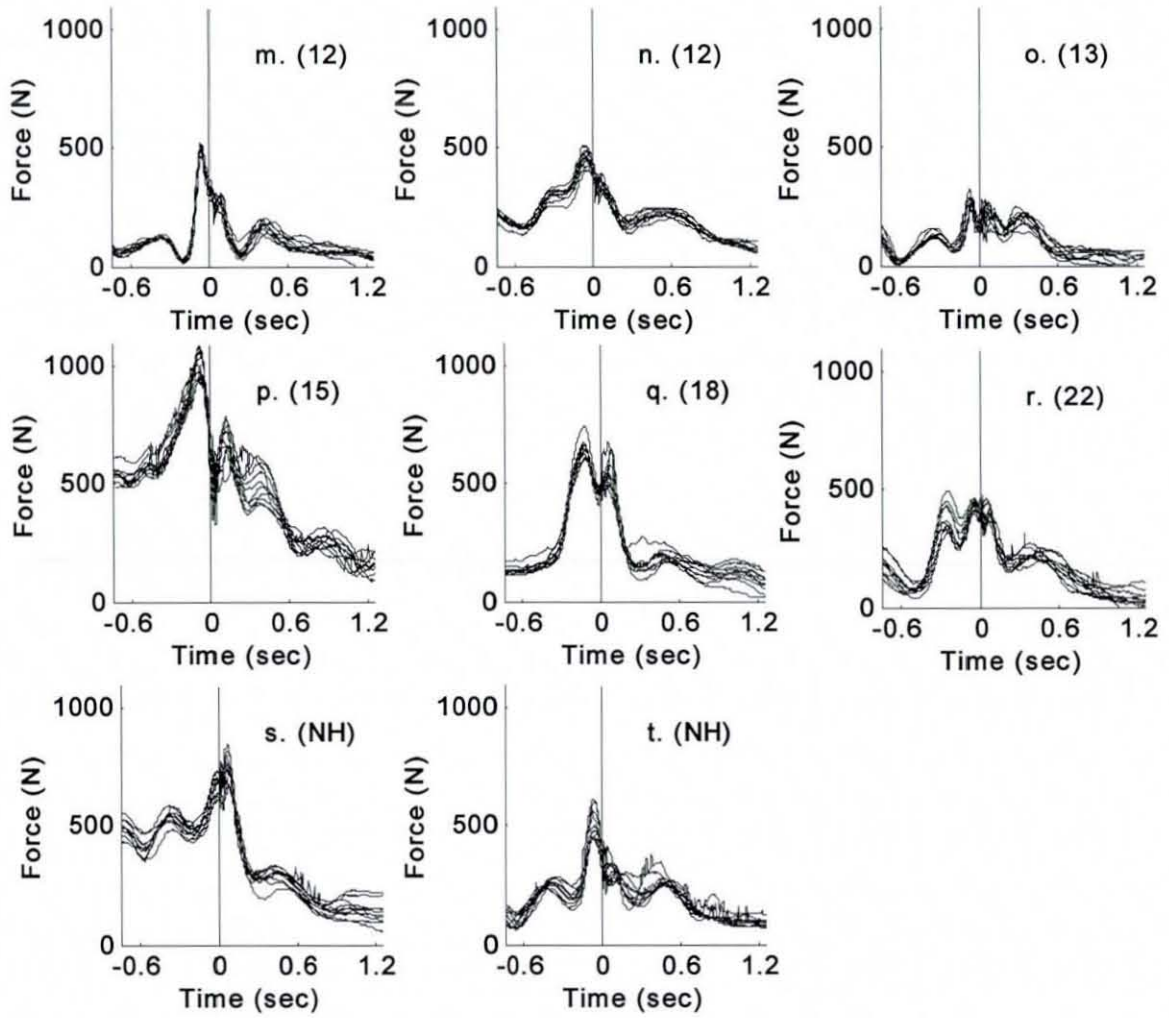 1000
500
0
Force (N)
m. (12)
-0.6 0 0.6 1.2
Time (sec)
1000
500
0
Force (N)
n. (12)
-0.6 0 0.6 1.2
Time (sec)
1000
500
0
Force (N)
o. (13)
-0.6 0 0.6 1.2
Time (sec)
1000
500
0
Force (N)
p. (15)
-0.6 0 0.6 1.2
Time (sec)
1000
500
0
Force (N)
q. (18)
-0.6 0 0.6 1.2
Time (sec)
1000
500
0
Force (N)
r. (22)
-0.6 0 0.6 1.2
Time (sec)
1000
500
0
Force (N)
s. (NH)
-0.6 0 0.6 1.2
Time (sec)
1000
500
0
Force (N)
t. (NH)
-0.6 0 0.6 1.2
Time (sec)